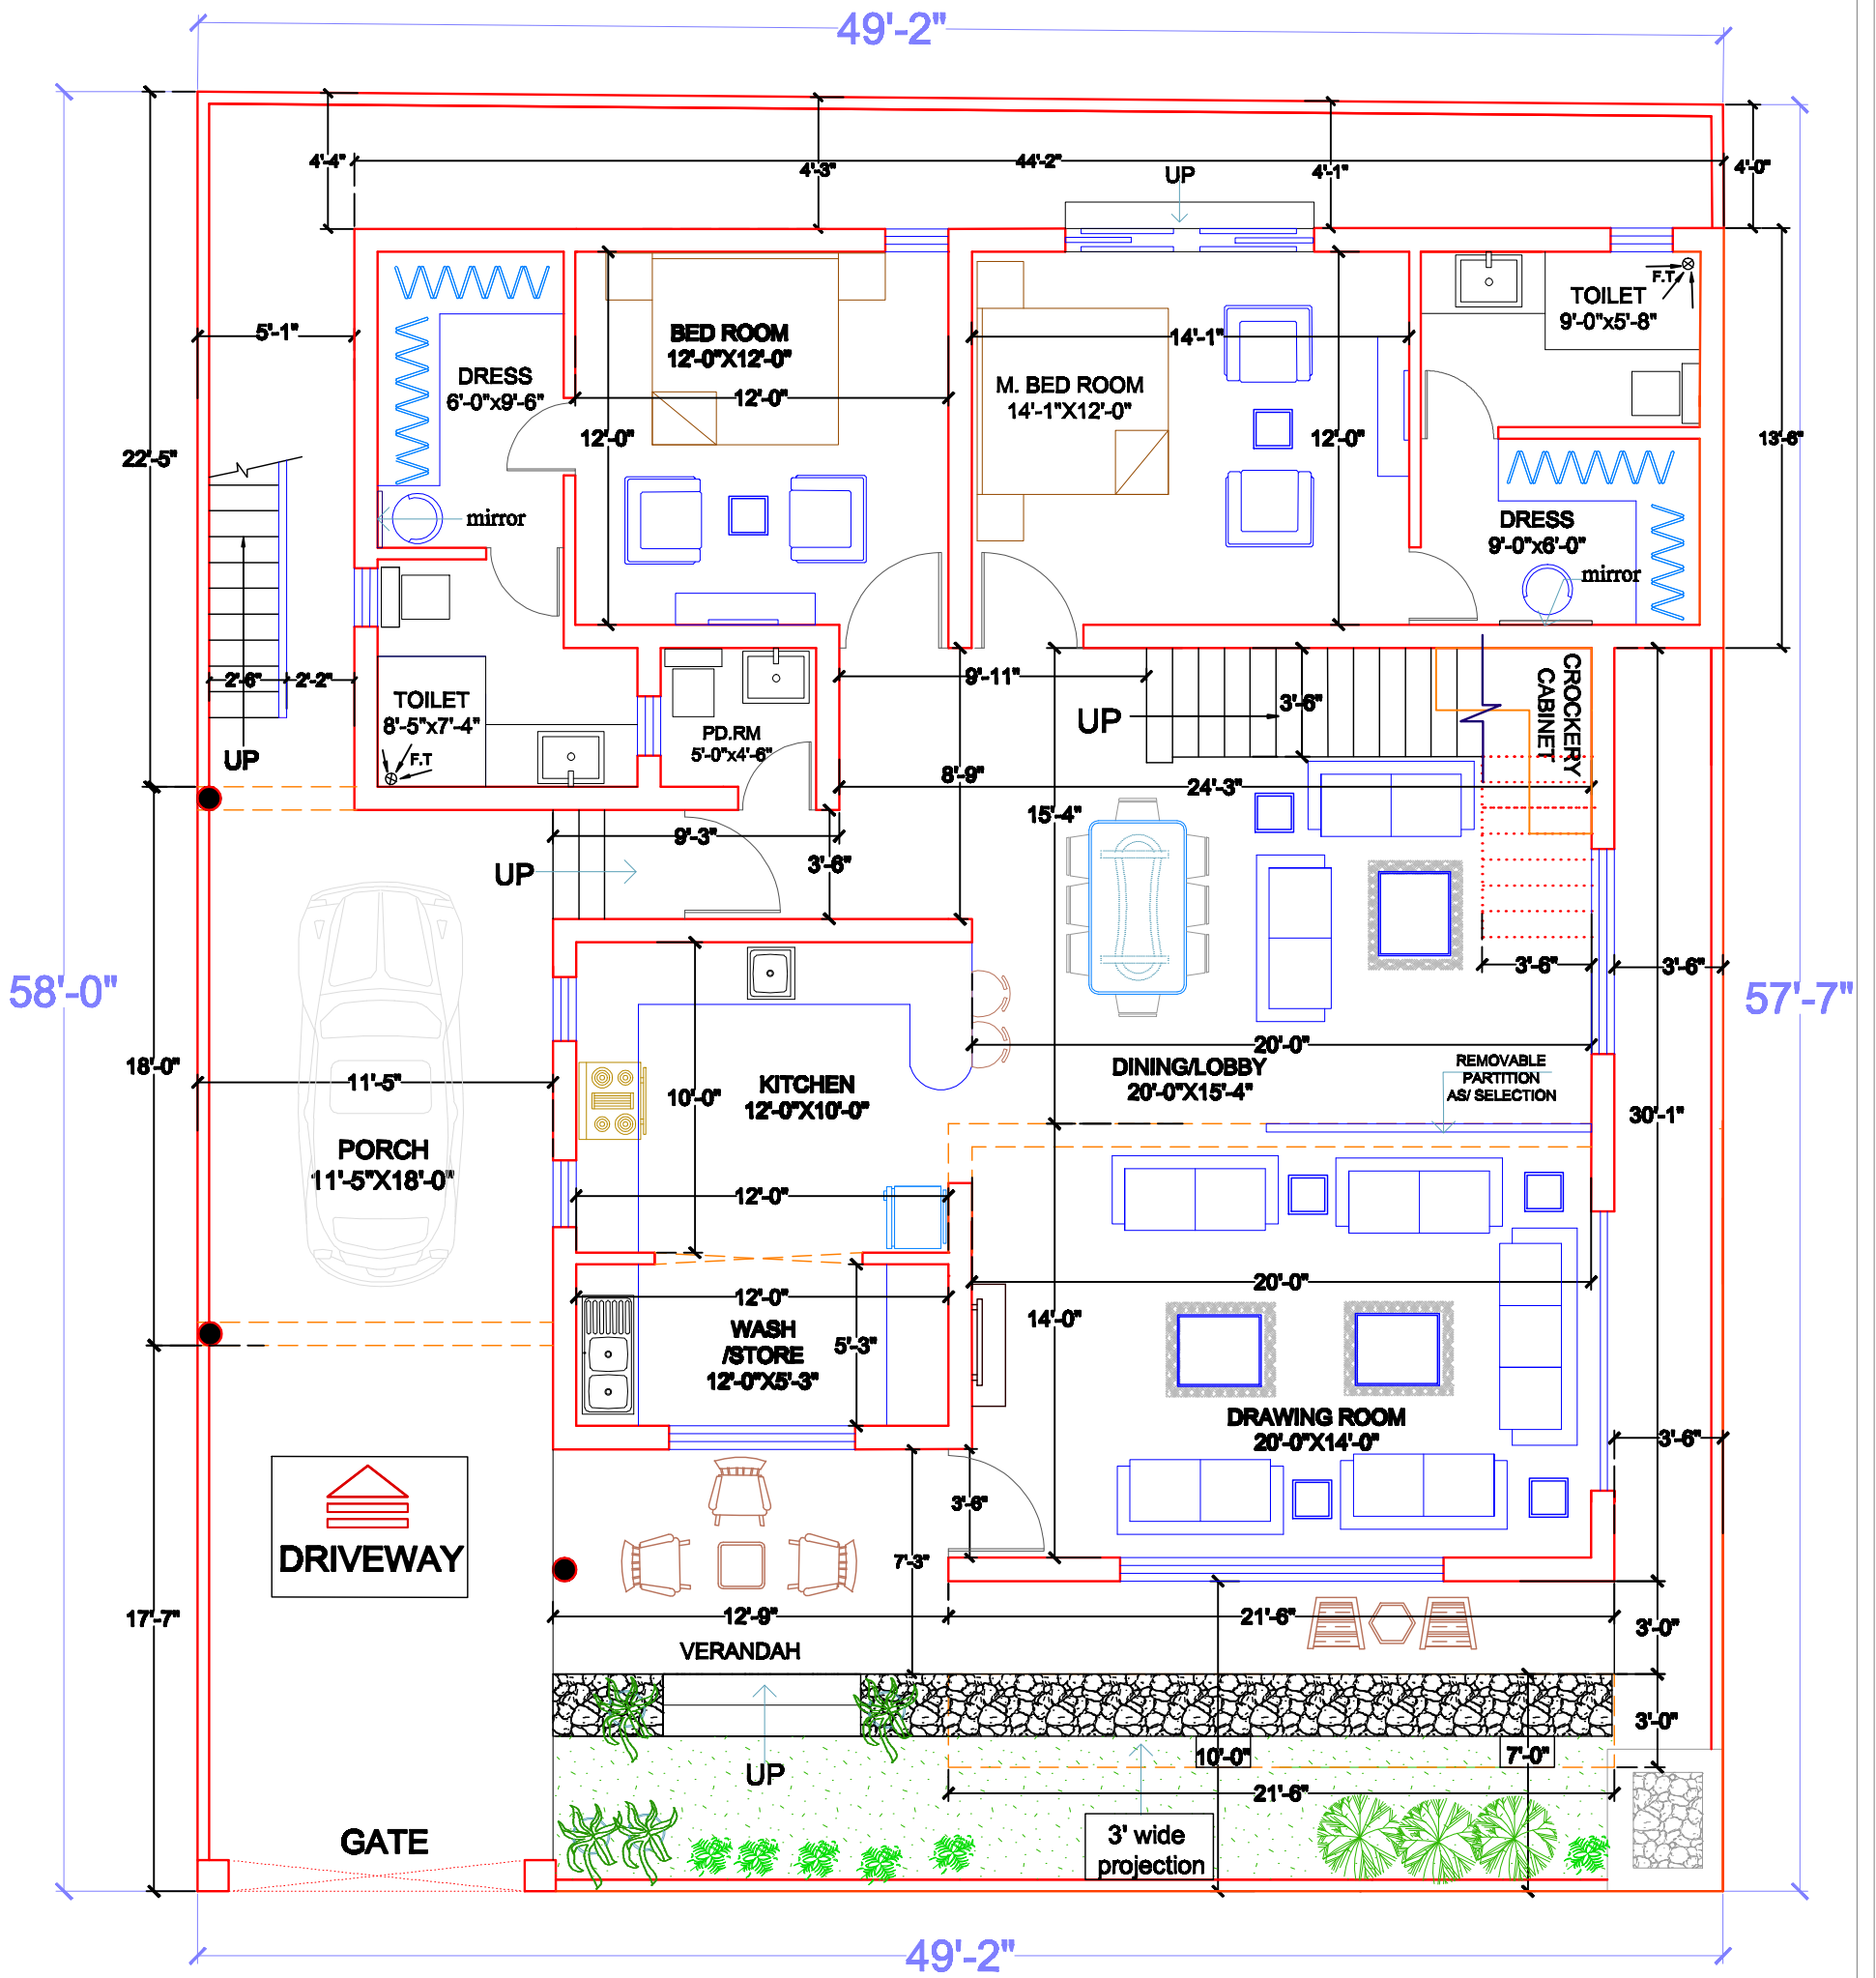 49'-2"
4'-4"
4'-3"
44'-2"
4'-1"
4'-0"
UP
5'-1"
BED ROOM
12'-0"X12'-0"
12'-0"
12'-0"
DRESS
6'-0"x9'-6"
mirror
M. BED ROOM
14'-1"X12'-0"
14'-1"
12'-0"
TOILET
9'-0"x5'-8"
F.T
DRESS
9'-0"x6'-0"
mirror
13'-6"
22'-5"
2'-6"
2'-2"
UP
TOILET
8'-5"x7'-4"
F.T
PD.RM
5'-0"x4'-6"
9'-11"
UP
3'-6"
CROCKERY
CABINET
8'-9"
24'-3"
15'-4"
9'-3"
3'-6"
UP
58'-0"
57'-7"
3'-6"
3'-6"
20'-0"
DINING/LOBBY
20'-0"X15'-4"
REMOVABLE
PARTITION
AS/ SELECTION
18'-0"
11'-5"
PORCH
11'-5"X18'-0"
10'-0"
KITCHEN
12'-0"X10'-0"
12'-0"
30'-1"
12'-0"
WASH
/STORE
12'-0"X5'-3"
5'-3"
20'-0"
14'-0"
DRAWING ROOM
20'-0"X14'-0"
3'-6"
3'-6"
DRIVEWAY
7'-3"
17'-7"
12'-9"
21'-6"
VERANDAH
3'-0"
3'-0"
UP
10'-0"
7'-0"
21'-6"
3' wide
projection
GATE
49'-2"